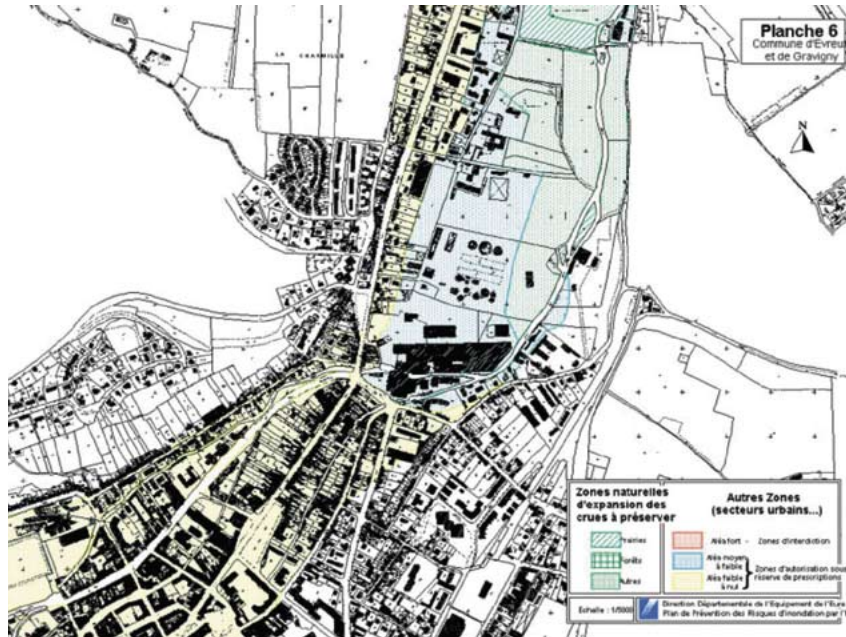 Planche 6
Commune d'Evreux
et de Gravigny
LA CHARMILLE
N
Zones naturelles
d'expansion des
crues à préserver
Prairies
Forêts
Autres
Autres Zones
(secteurs urbains...)
Aléa fort - Zones d'interdiction
Aléa moyen
à faible
Aléa faible
à nul
Zones d'autorisation sous
réserve de prescriptions
Echelle : 1/5000
Direction Départementale de l'Equipement de l'Eure
Plan de Prévention des Risques d'Inondation par